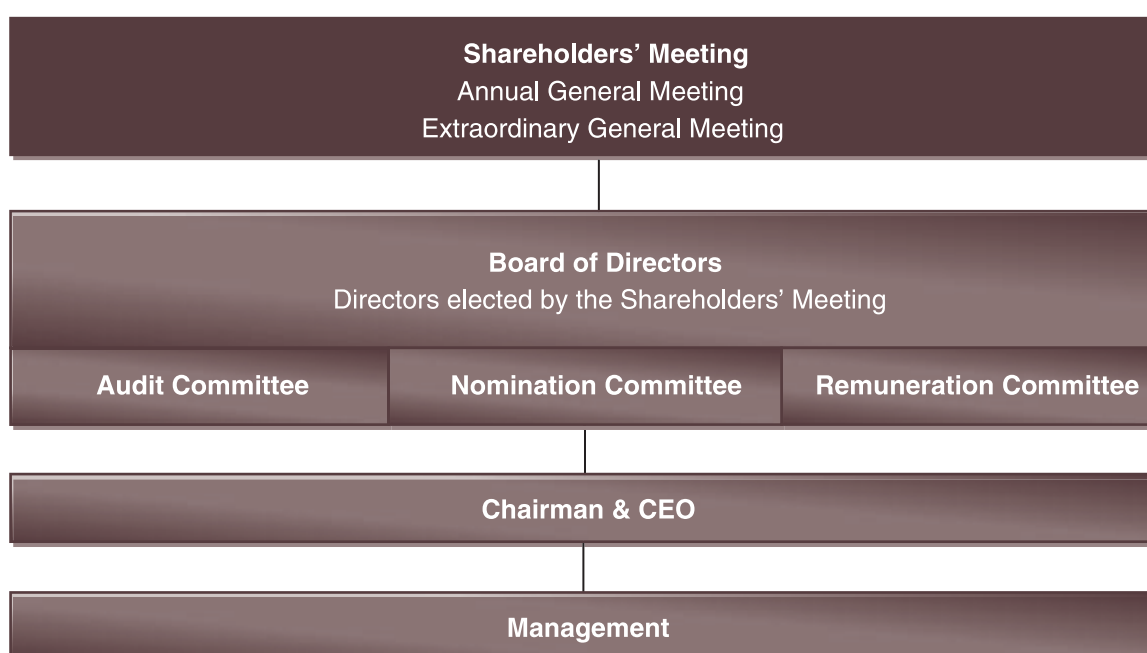 Shareholders’ Meeting
Annual General Meeting
Extraordinary General Meeting
Board of Directors
Directors elected by the Shareholders’ Meeting
Audit Committee
Nomination Committee
Remuneration Committee
Chairman & CEO
Management